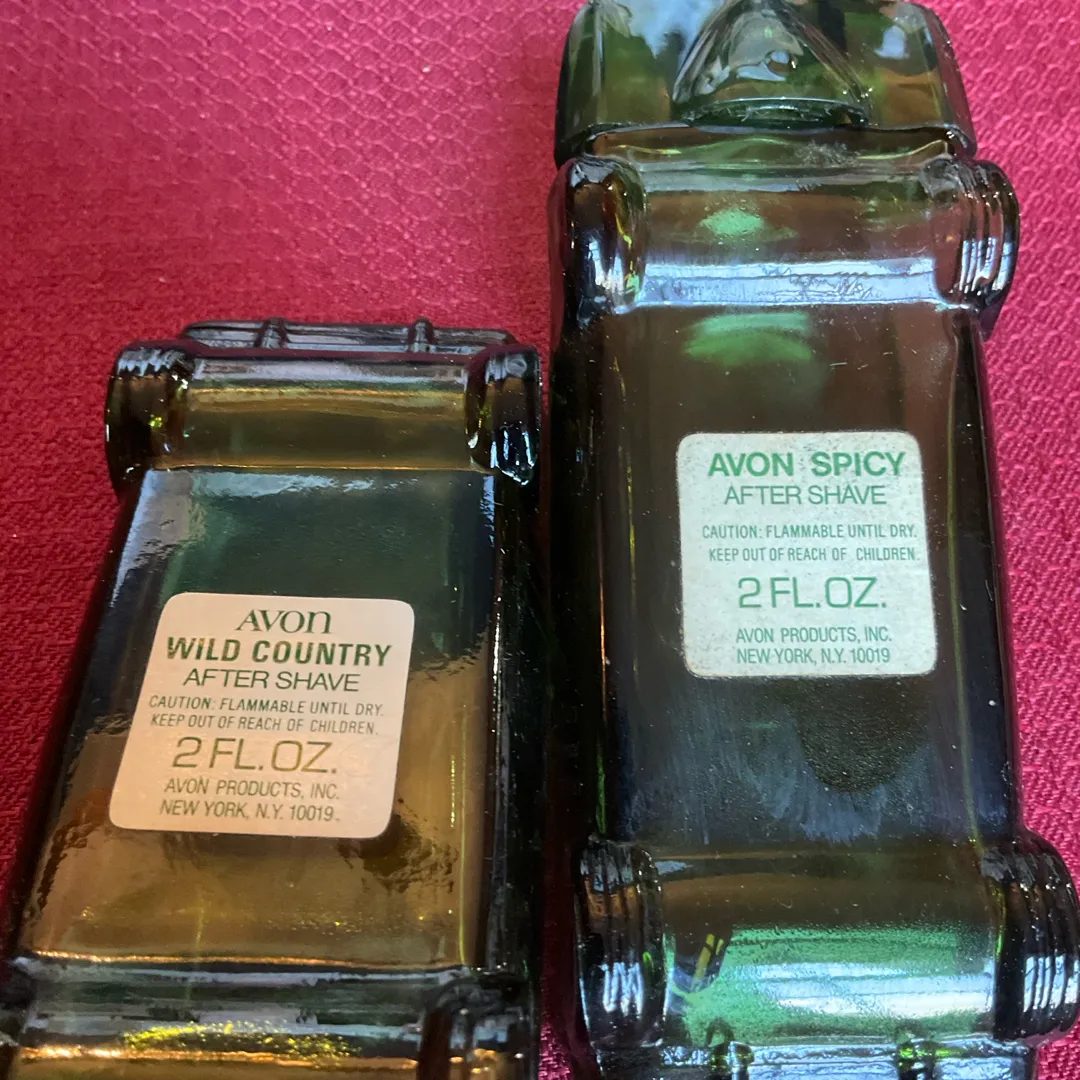 AVON
WILD COUNTRY
AFTER SHAVE
CAUTION: FLAMMABLE UNTIL DRY.
KEEP OUT OF REACH OF CHILDREN.
2 FL.OZ.
AVON PRODUCTS, INC.
NEW YORK, N.Y. 10019.
AVON SPICY
AFTER SHAVE
CAUTION: FLAMMABLE UNTIL DRY.
KEEP OUT OF REACH OF CHILDREN.
2 FL.OZ.
AVON PRODUCTS, INC.
NEW YORK, N.Y. 10019